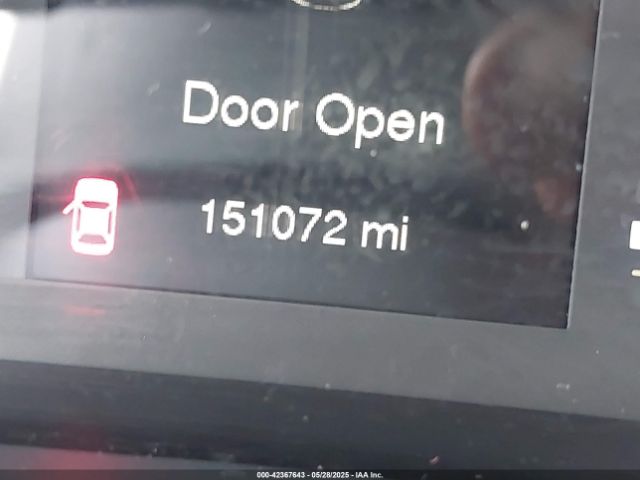 Door Open
151072 mi
000-42367643 - 05/28/2025 - IAA Inc.